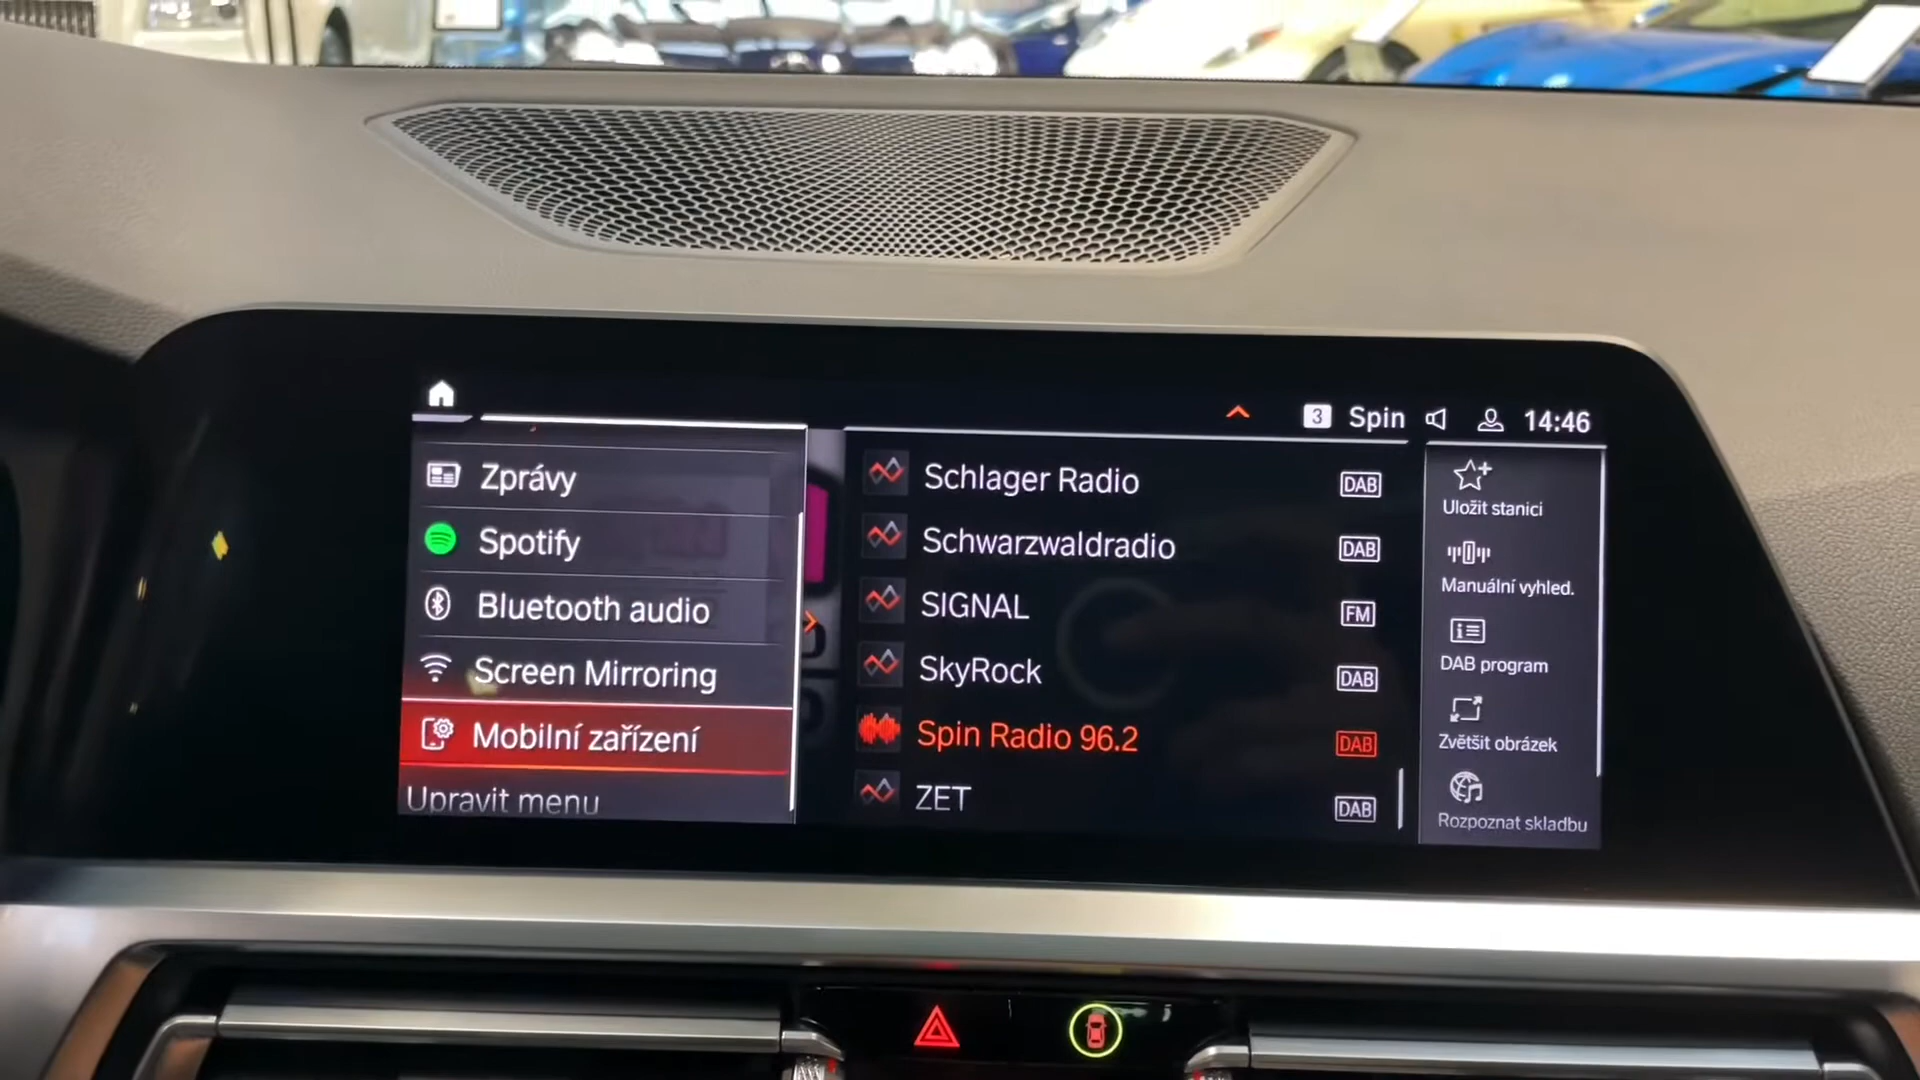 3 Spin 14:46
Zprávy
Spotify
Bluetooth audio
Screen Mirroring
Mobilní zařízení
Upravit menu
Schlager Radio DAB
Schwarzwaldradio DAB
SIGNAL FM
SkyRock DAB
Spin Radio 96.2 DAB
ZET DAB
Uložit stanici
Manuální vyhled.
DAB program
Zvětšit obrázek
Rozpoznat skladbu